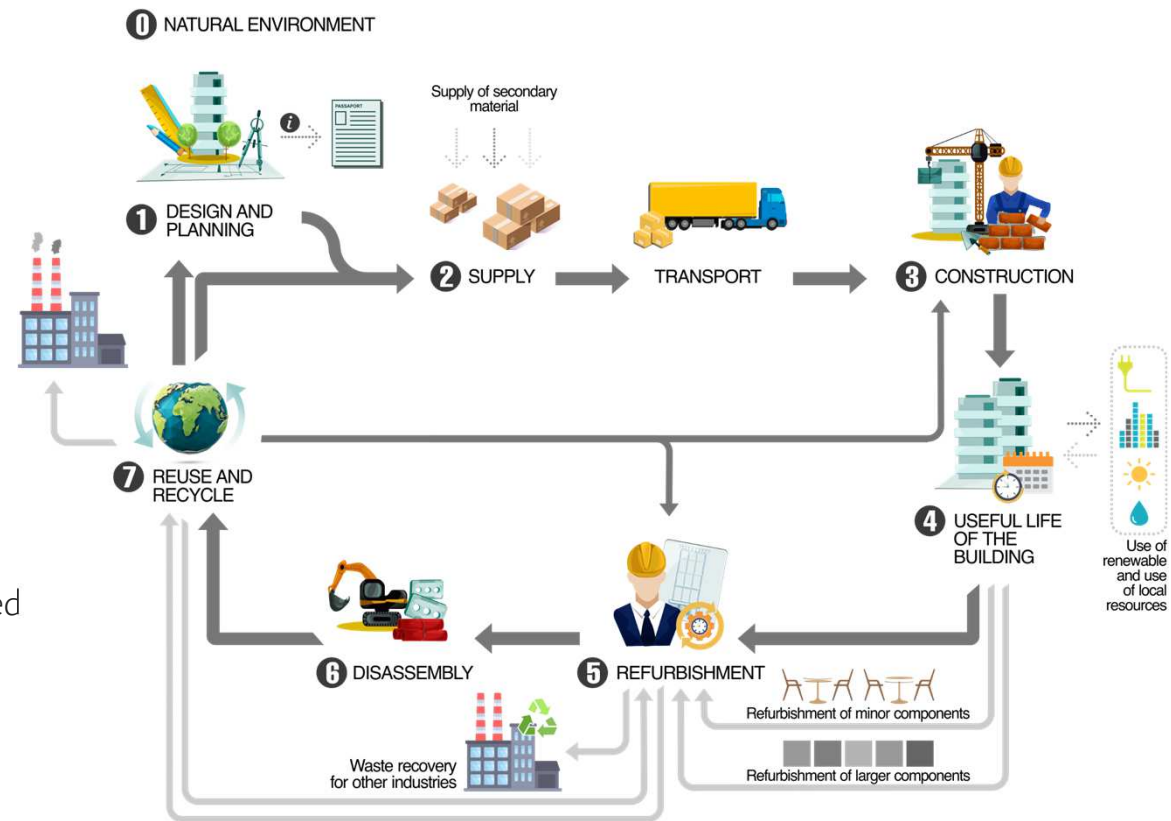 0 NATURAL ENVIRONMENT
i
PASSAPORT
Supply of secondary
material
1 DESIGN AND
PLANNING
2 SUPPLY
TRANSPORT
3 CONSTRUCTION
7 REUSE AND
RECYCLE
4 USEFUL LIFE
OF THE
BUILDING
Use of
renewable
and use
of local
resources
ed
6 DISASSEMBLY
5 REFURBISHMENT
Refurbishment of minor components
Waste recovery
for other industries
Refurbishment of larger components